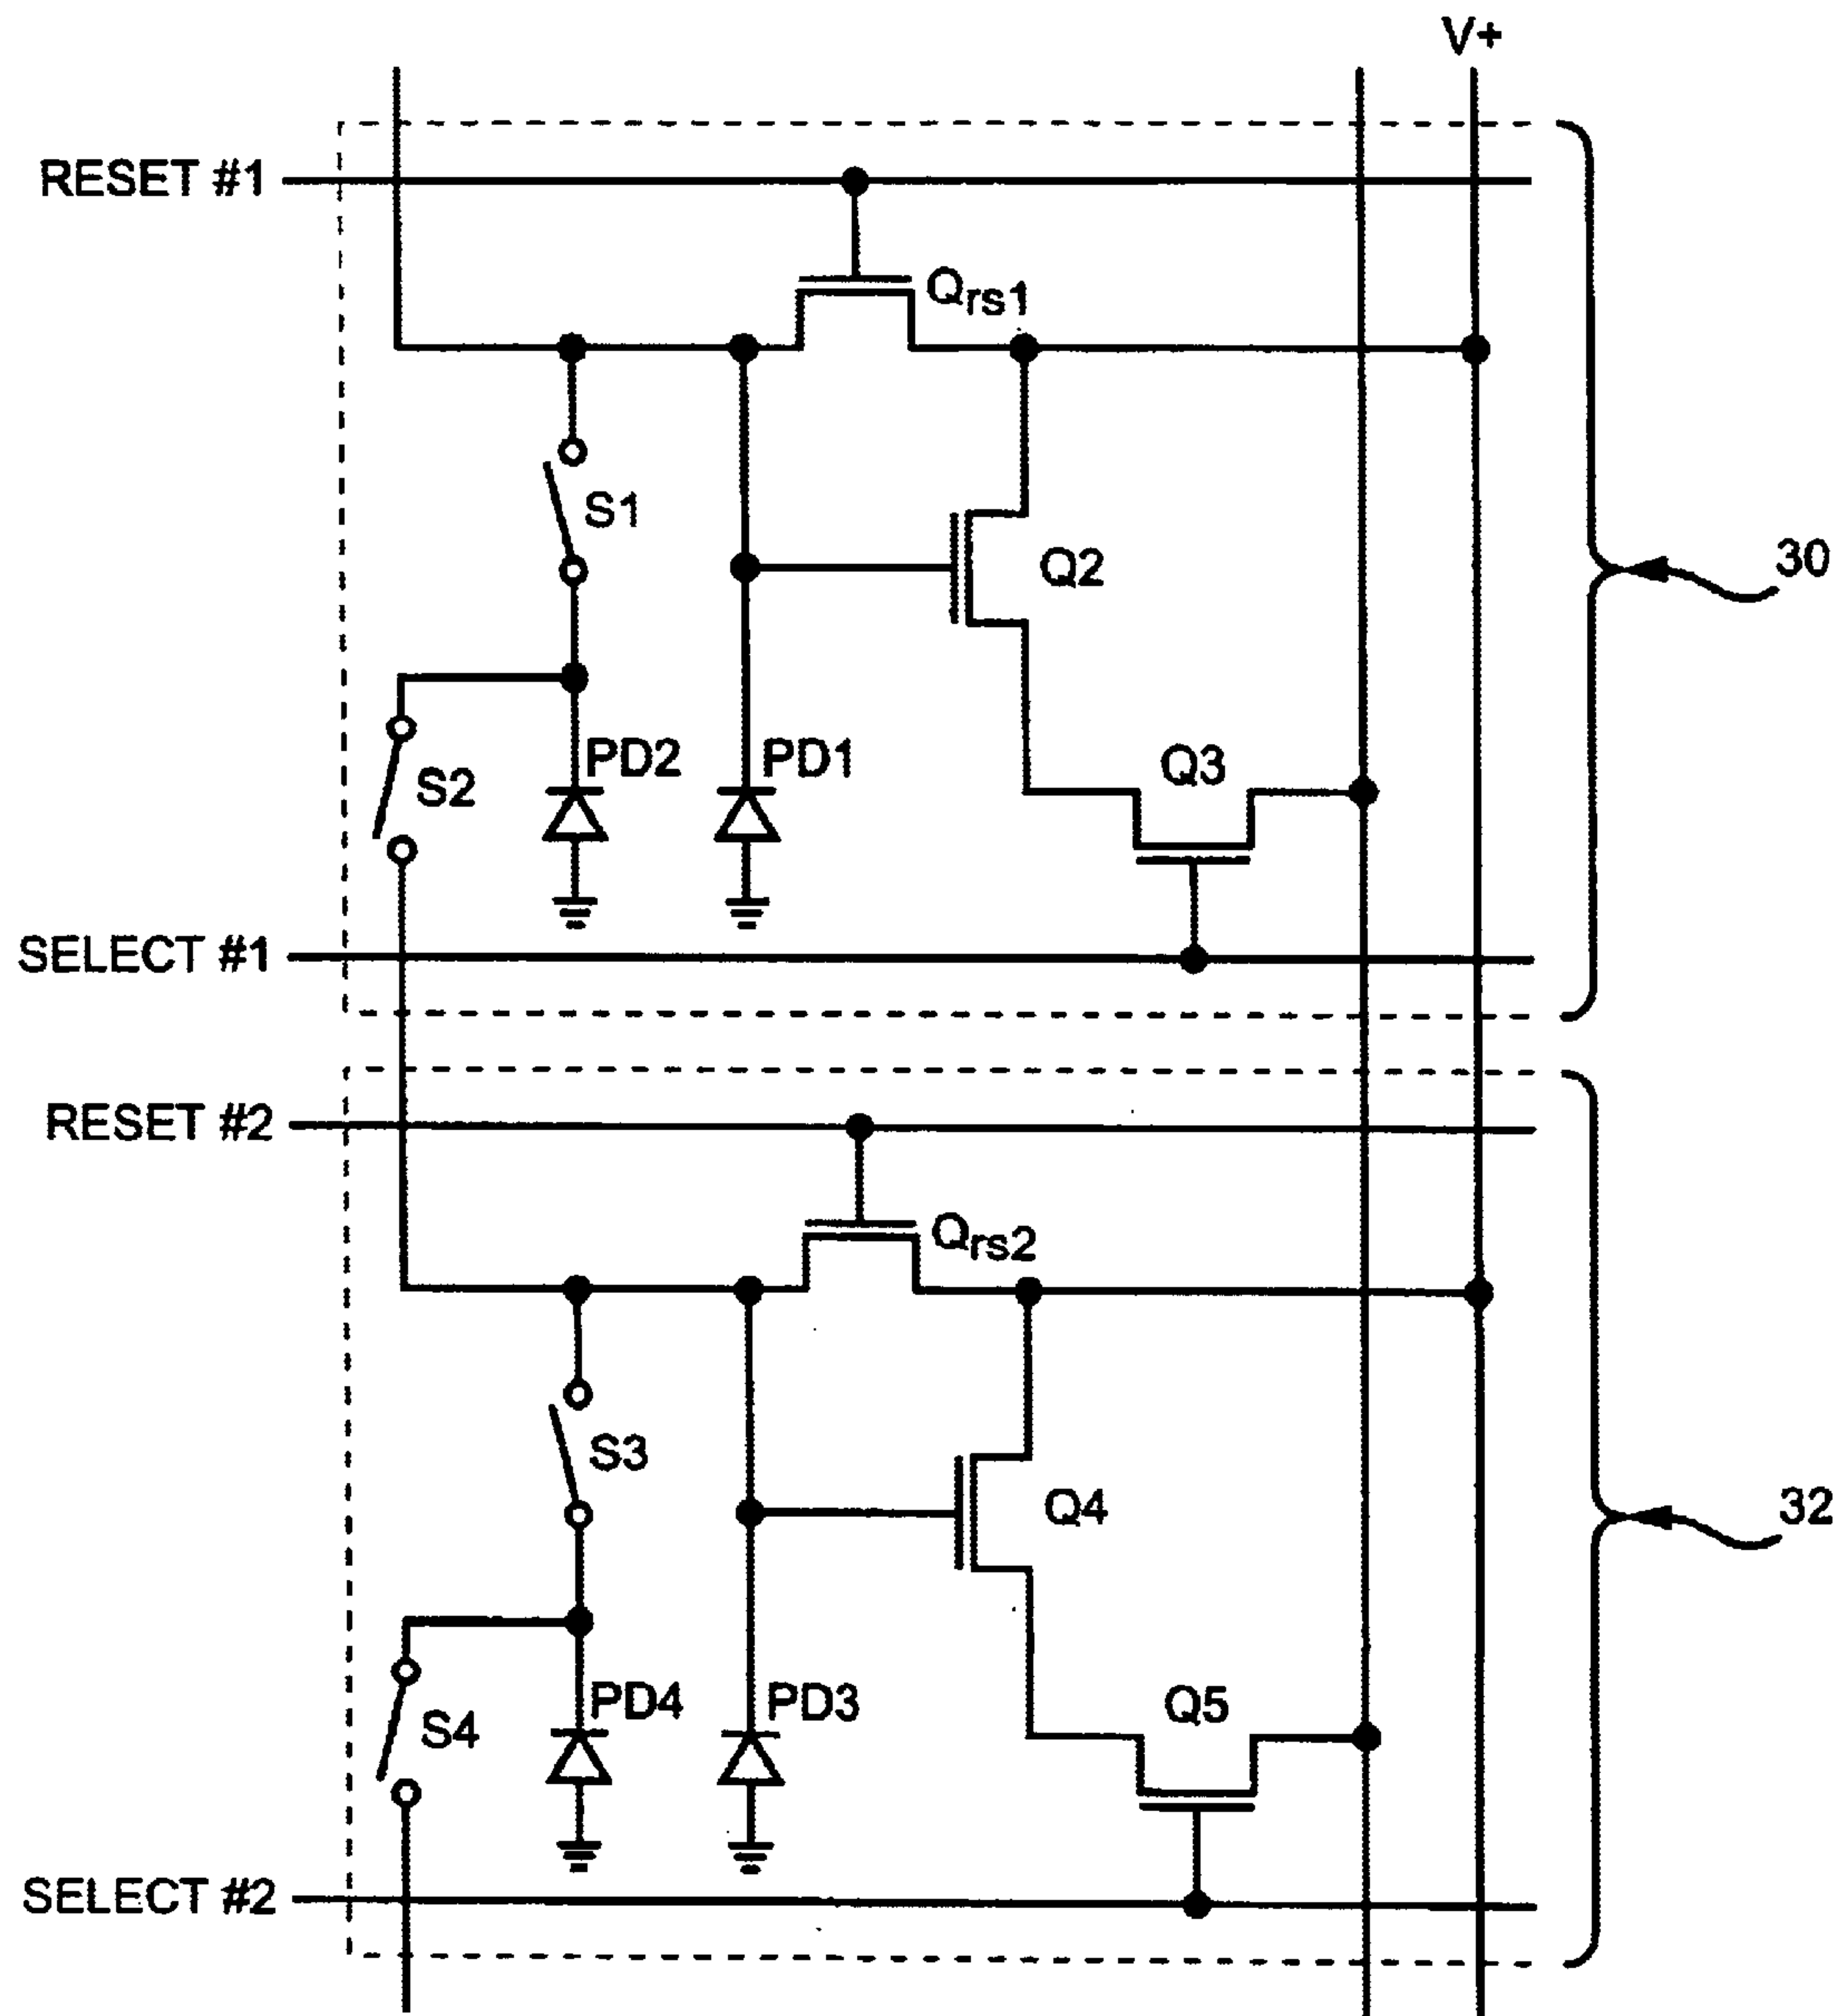 V+
RESET #1
Qrs1
S1
Q2
30
PD2
PD1
Q3
S2
SELECT #1
RESET #2
Qrs2
S3
Q4
32
PD4
PD3
Q5
S4
SELECT #2